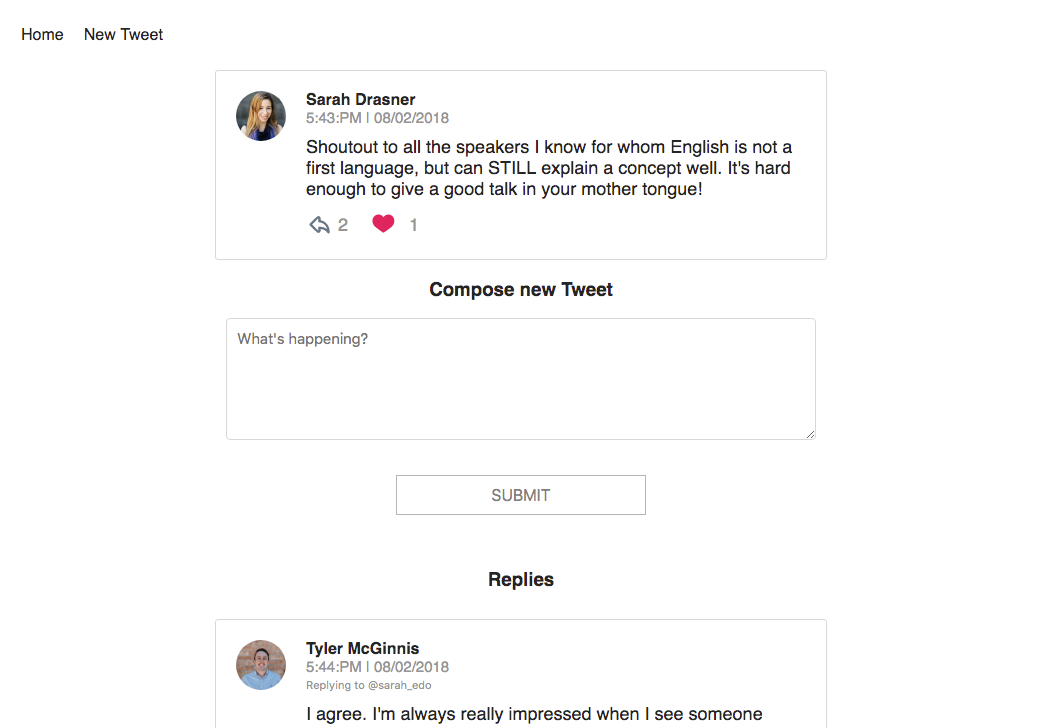 Home New Tweet
Sarah Drasner
5:43:PM | 08/02/2018
Shoutout to all the speakers I know for whom English is not a
first language, but can STILL explain a concept well. It's hard
enough to give a good talk in your mother tongue!
2 1
Compose new Tweet
What's happening?
SUBMIT
Replies
Tyler McGinnis
5:44:PM | 08/02/2018
Replying to @sarah_edo
I agree. I'm always really impressed when I see someone